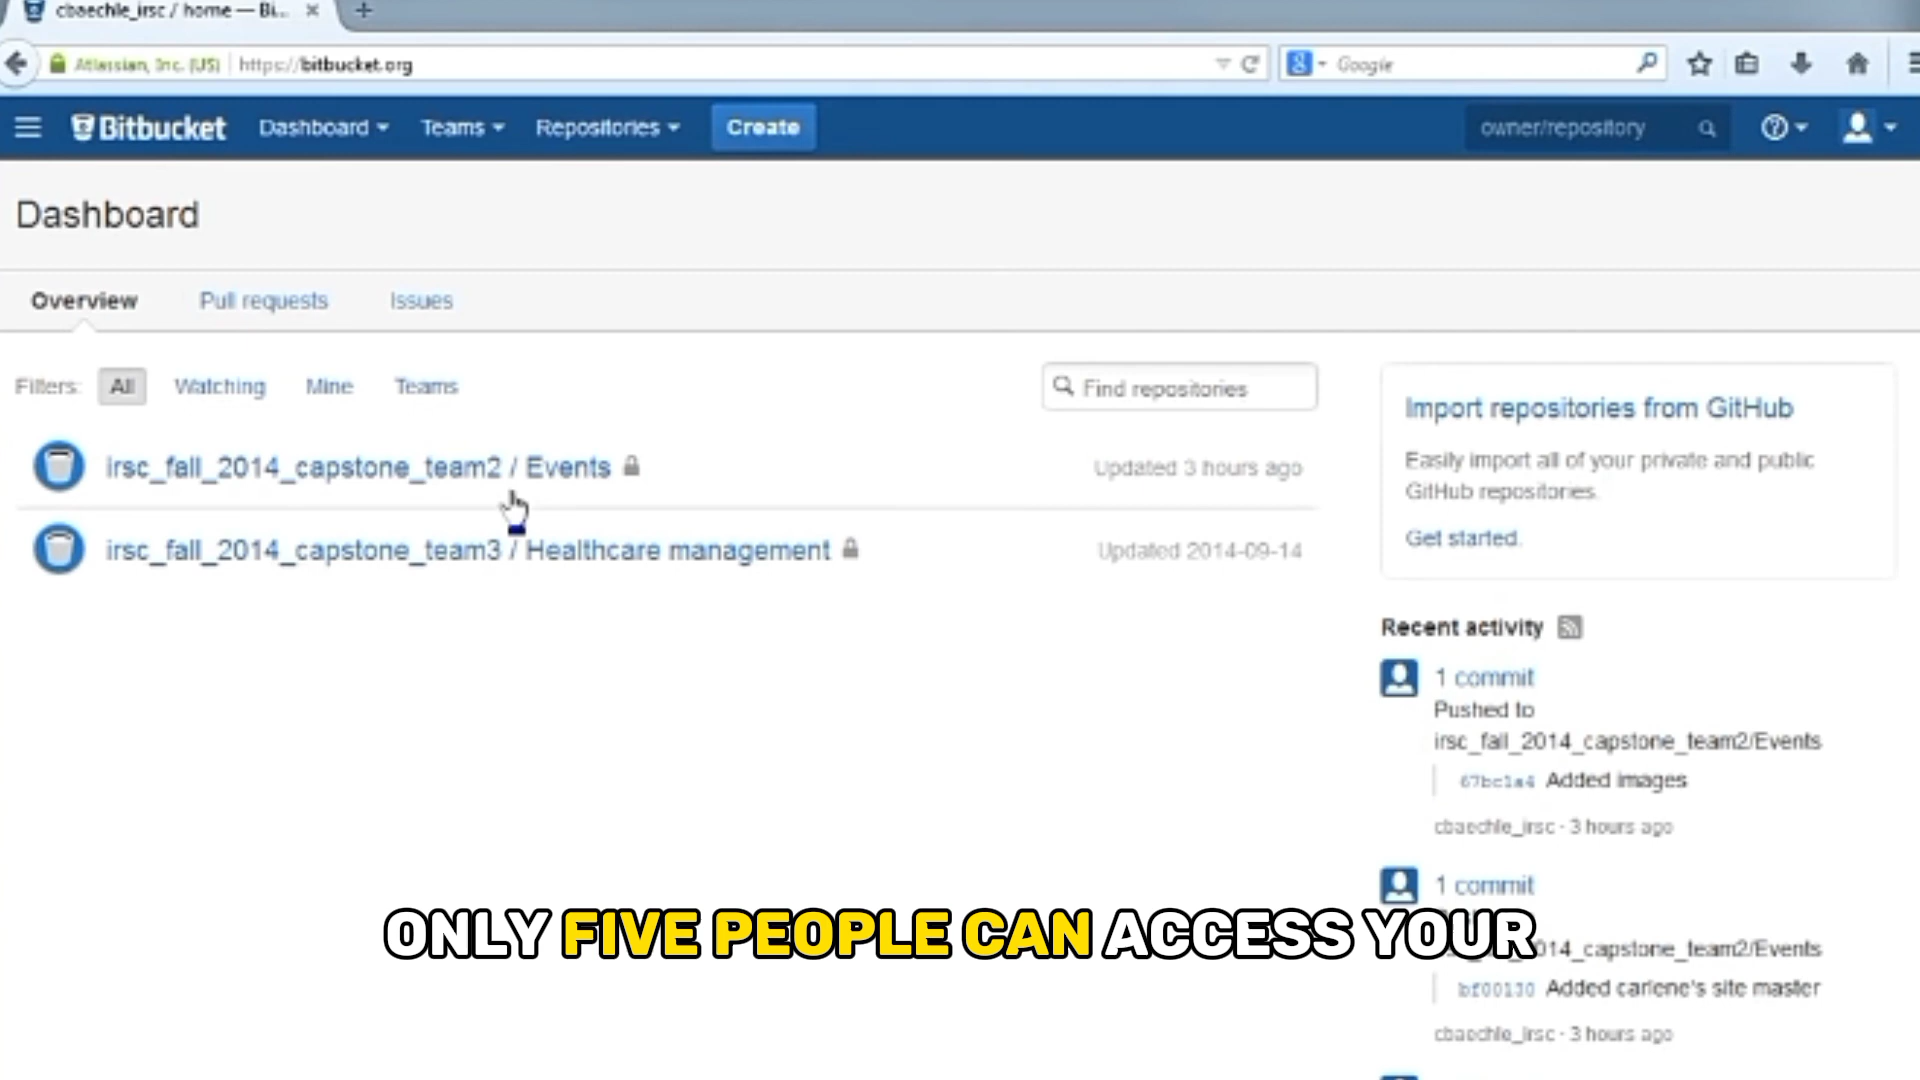 cbaechle_irsc / home — Bi...
Atlassian, Inc. (US) https://bitbucket.org
Google
Bitbucket Dashboard Teams Repositories Create owner/repository
Dashboard
Overview Pull requests Issues
Filters: All Watching Mine Teams Find repositories
irsc_fall_2014_capstone_team2 / Events Updated 3 hours ago
irsc_fall_2014_capstone_team3 / Healthcare management Updated 2014-09-14
Import repositories from GitHub
Easily import all of your private and public
GitHub repositories.
Get started.
Recent activity
1 commit
Pushed to
irsc_fall_2014_capstone_team2/Events
67bc1a4 Added images
cbaechle_irsc · 3 hours ago
1 commit
ONLY FIVE PEOPLE CAN ACCESS YOUR
_2014_capstone_team2/Events
bf00130 Added carlene's site master
cbaechle_irsc · 3 hours ago